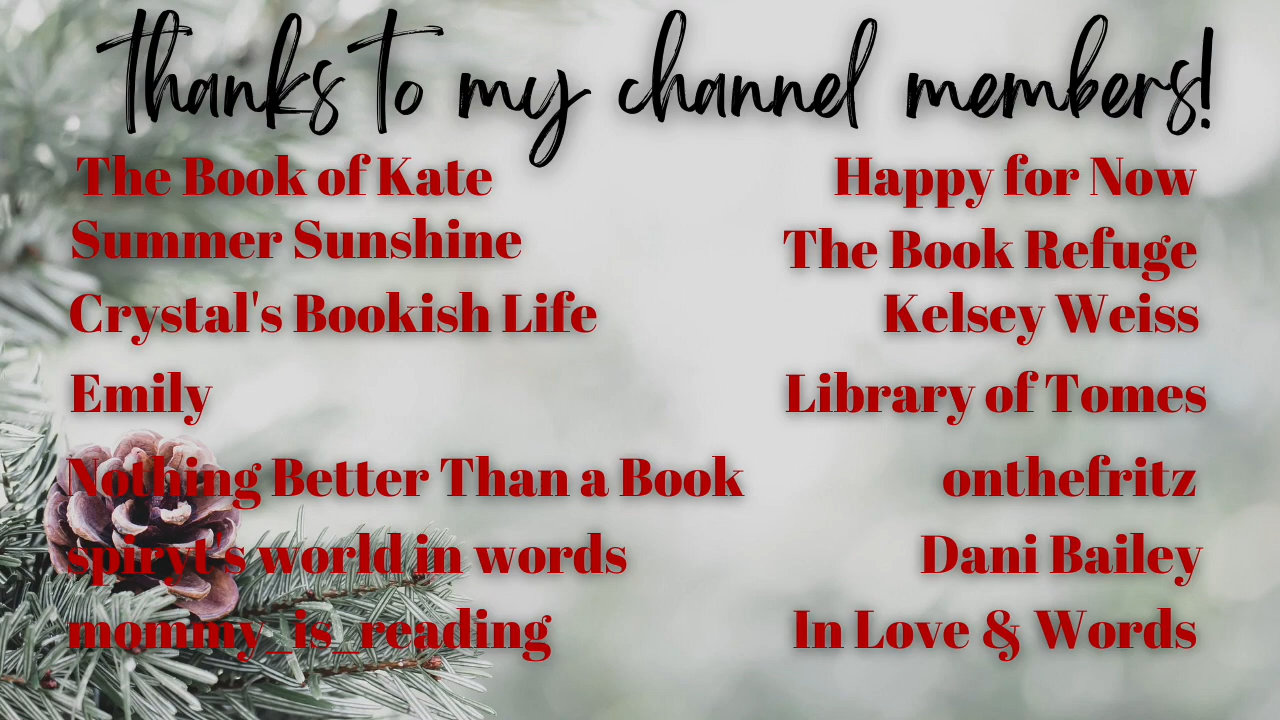 thanks to my channel members!
The Book of Kate
Summer Sunshine
Crystal's Bookish Life
Emily
Nothing Better Than a Book
spiryt's world in words
mommy_is_reading
Happy for Now
The Book Refuge
Kelsey Weiss
Library of Tomes
onthefritz
Dani Bailey
In Love & Words